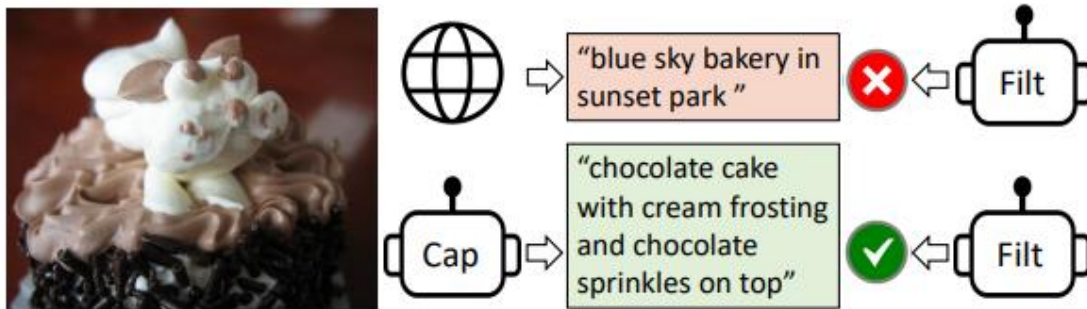 “blue sky bakery in
sunset park ”
Filt
“chocolate cake
with cream frosting
and chocolate
sprinkles on top”
Cap
Filt